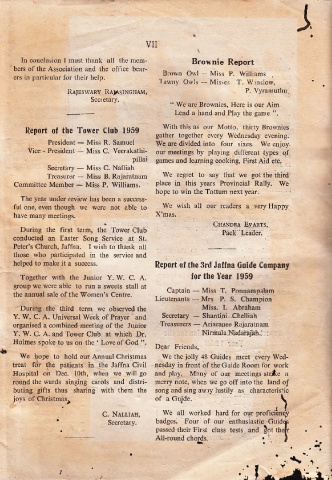 VII
In conclusion I must thank all the mem-
bers of the Association and the office bear-
ers in particular for their help.
RAJESWARY RAJASINGHAM,
Secretary.
Report of the Tower Club 1959
President — Miss R. Samuel
Vice - President — Miss C. Veerakathi-
pillai
Secretary — Miss C. Nalliah
Treasurer — Miss B. Rajaratnam
Committee Member — Miss P. Williams.
The year under review has been a success-
ful one, even though we were not able to
have many meetings.
During the first term, the Tower Club
conducted an Easter Song Service at St.
Peter's Church, Jaffna. I wish to thank all
those who participated in the service and
helped to make it a success.
Together with the Junior Y. W. C. A.
group we were able to run a sweets stall at
the annual sale of the Women's Centre.
During the third term we observed the
Y. W. C. A. Universal Week of Prayer and
organised a combined meeting of the Junior
Y. W. C. A. and Tower Club at which Dr.
Holmes spoke to us on the "Love of God".
We hope to hold our Annual Christmas
treat for the patients in the Jaffna Civil
Hospital on Dec. 10th, when we will go
round the wards singing carols and distri-
buting gifts thus sharing with them the
joys of Christmas.
C. NALLIAH,
Secretary.
Brownie Report
Brown Owl — Miss P. Williams
Tawny Owls — Misses T. Winslow,
P. Vyramuttu
"We are Brownies, Here is our Aim
Lend a hand and Play the game".
With this as our Motto, thirty Brownies
gather together every Wednesday evening.
We are divided into four sixes. We enjoy
our meetings by playing different types of
games and learning cooking, First Aid etc.
We regret to say that we got the third
place in this years Provincial Rally. We
hope to win the Tottum next year.
We wish all our readers a very Happy
X'mas.
CHANDRA EVARTS,
Pack Leader.
Report of the 3rd Jaffna Guide Company
for the Year 1959
Captain — Miss T. Ponnampalam
Lieutenants — Mrs P. S. Champion
Miss. I. Abraham
Secretary — Shantini Chelliah
Treasurers — Ariaranee Rajaratnam
Nirmala Nadarajah.
Dear Friends,
We the jolly 48 Guides meet every Wed-
nesday in front of the Guide Room for work
and play. Many of our meetings strike a
merry note, when we go off into the land of
song and sing away lustily as characteristic
of a Guide.
We all worked hard for our proficiency
badges. Four of our enthusiastic Guides
passed their First class tests and got their
All-round chords.